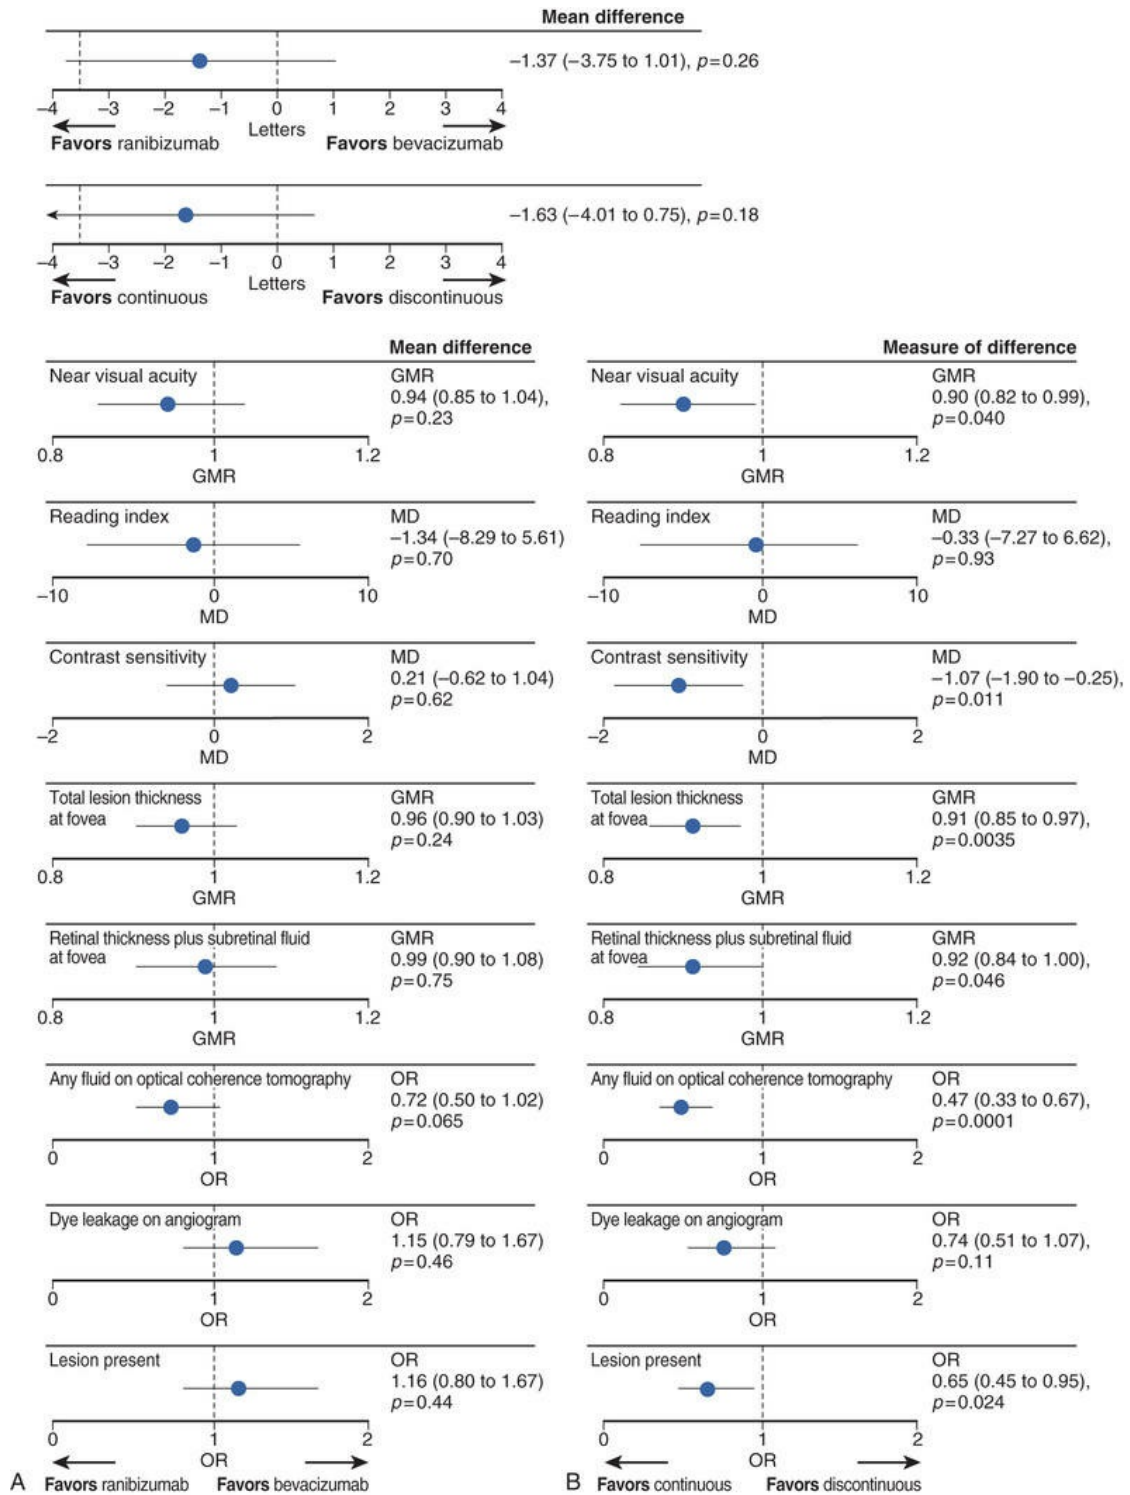 Mean difference
−1.37 (−3.75 to 1.01), p=0.26
−4 −3 −2 −1 0 1 2 3 4
Letters
Favors ranibizumab Favors bevacizumab
−1.63 (−4.01 to 0.75), p=0.18
−4 −3 −2 −1 0 1 2 3 4
Letters
Favors continuous Favors discontinuous
Mean difference
Near visual acuity
GMR
0.94 (0.85 to 1.04),
p=0.23
0.8 1 1.2
GMR
Reading index
MD
−1.34 (−8.29 to 5.61)
p=0.70
−10 0 10
MD
Contrast sensitivity
MD
0.21 (−0.62 to 1.04)
p=0.62
−2 0 2
MD
Total lesion thickness
at fovea
GMR
0.96 (0.90 to 1.03)
p=0.24
0.8 1 1.2
GMR
Retinal thickness plus subretinal fluid
at fovea
GMR
0.99 (0.90 to 1.08)
p=0.75
0.8 1 1.2
GMR
Any fluid on optical coherence tomography
OR
0.72 (0.50 to 1.02)
p=0.065
0 1 2
OR
Dye leakage on angiogram
OR
1.15 (0.79 to 1.67)
p=0.46
0 1 2
OR
Lesion present
OR
1.16 (0.80 to 1.67)
p=0.44
0 1 2
OR
A Favors ranibizumab Favors bevacizumab
Measure of difference
Near visual acuity
GMR
0.90 (0.82 to 0.99),
p=0.040
0.8 1 1.2
GMR
Reading index
MD
−0.33 (−7.27 to 6.62),
p=0.93
−10 0 10
MD
Contrast sensitivity
MD
−1.07 (−1.90 to −0.25),
p=0.011
−2 0 2
MD
Total lesion thickness
at fovea
GMR
0.91 (0.85 to 0.97),
p=0.0035
0.8 1 1.2
GMR
Retinal thickness plus subretinal fluid
at fovea
GMR
0.92 (0.84 to 1.00),
p=0.046
0.8 1 1.2
GMR
Any fluid on optical coherence tomography
OR
0.47 (0.33 to 0.67),
p=0.0001
0 1 2
OR
Dye leakage on angiogram
OR
0.74 (0.51 to 1.07),
p=0.11
0 1 2
OR
Lesion present
OR
0.65 (0.45 to 0.95),
p=0.024
0 1 2
OR
B Favors continuous Favors discontinuous